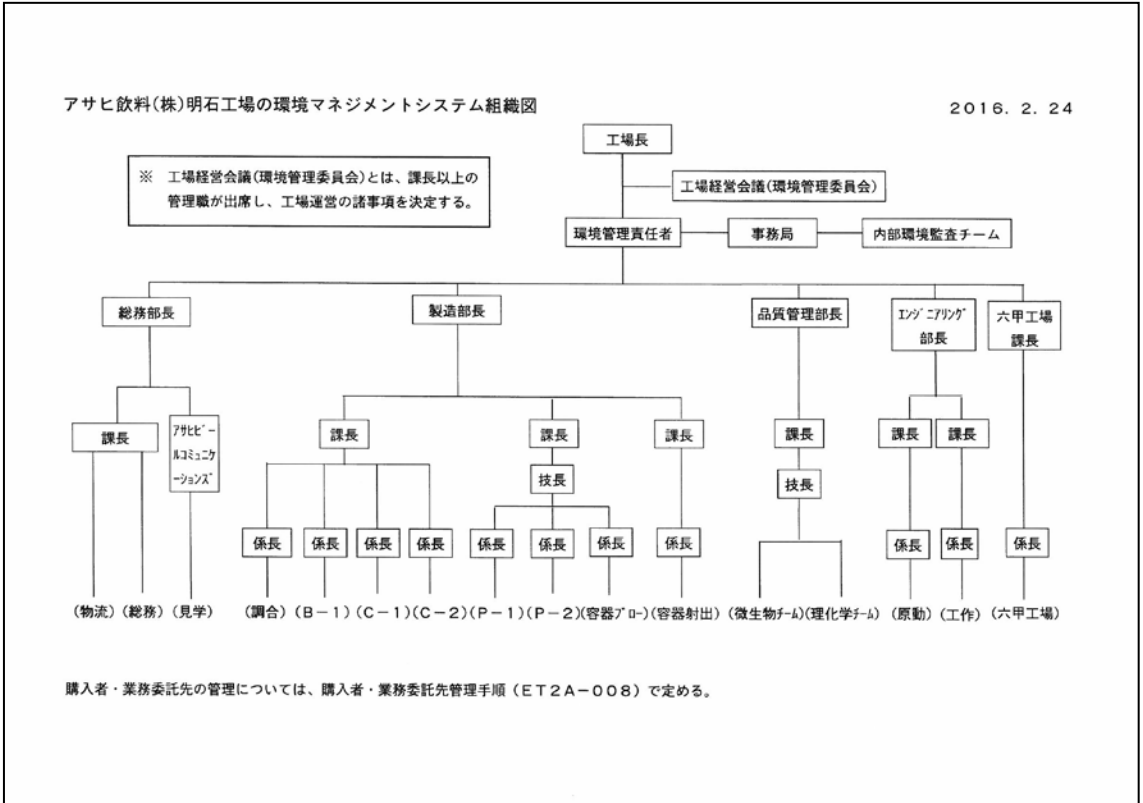 アサヒ飲料(株)明石工場の環境マネジメントシステム組織図
2016. 2. 24
工場長
※ 工場経営会議(環境管理委員会)とは、課長以上の
管理職が出席し、工場運営の諸事項を決定する。
工場経営会議(環境管理委員会)
環境管理責任者
事務局
内部環境監査チーム
総務部長
製造部長
品質管理部長
エンジニアリング
部長
六甲工場
課長
課長
アサヒビー
ルコミュニケ
ーションズ
課長
課長
課長
課長
課長
課長
技長
技長
係長
係長
係長
係長
係長
係長
係長
係長
係長
係長
係長
(物流)
(総務)
(見学)
(調合)
(B-1)
(C-1)
(C-2)
(P-1)
(P-2)
(容器ブロー)
(容器射出)
(微生物チーム)
(理化学チーム)
(原動)
(工作)
(六甲工場)
購入者・業務委託先の管理については、購入者・業務委託先管理手順(ET2A-008)で定める。